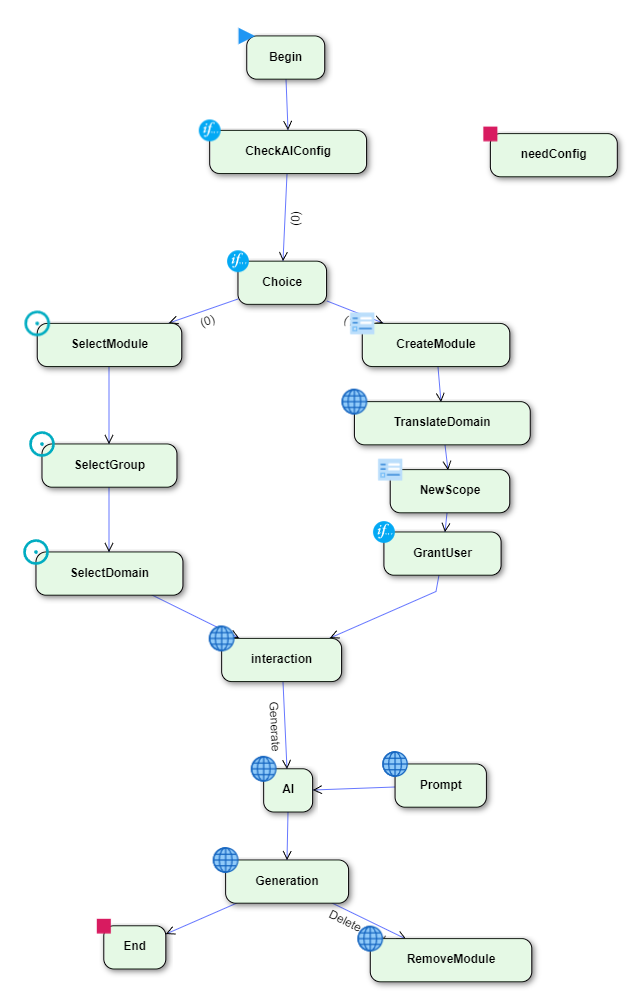 Begin
if...
CheckAIConfig
needConfig
(0)
if...
Choice
(0)
(
SelectModule
CreateModule
TranslateDomain
SelectGroup
NewScope
if...
GrantUser
SelectDomain
interaction
Generate
AI
Prompt
Generation
Delete
End
RemoveModule